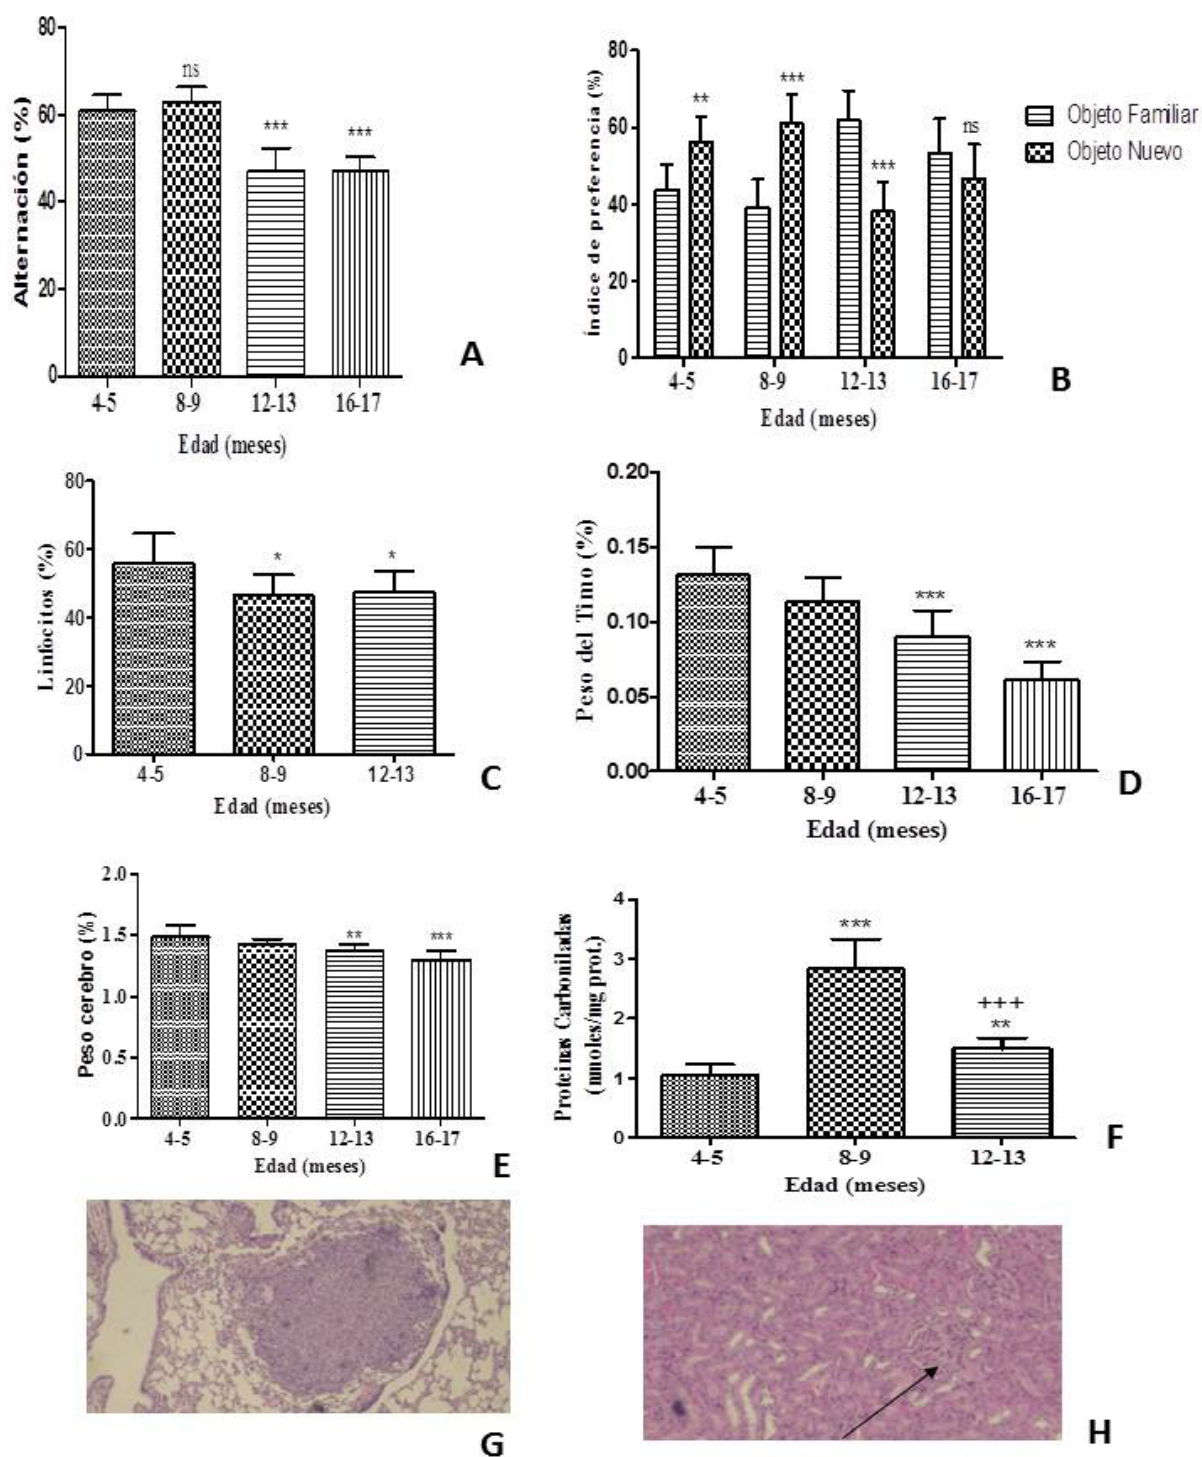 80
60
40
20
0
Alternación (%)
ns
***
***
4-5
8-9
12-13
16-17
Edad (meses)
A
80
60
40
20
0
Índice de preferencia (%)
**
***
***
ns
4-5
8-9
12-13
16-17
Edad (meses)
Objeto Familiar
Objeto Nuevo
B
80
60
40
20
0
Linfocitos (%)
*
*
4-5
8-9
12-13
Edad (meses)
C
0.20
0.15
0.10
0.05
0.00
Peso del Timo (%)
***
***
4-5
8-9
12-13
16-17
Edad (meses)
D
2.0
1.5
1.0
0.5
0.0
Peso cerebro (%)
**
***
4-5
8-9
12-13
16-17
Edad (meses)
E
4
3
2
1
0
Proteinas Carboniladas
(nmoles/mg prot.)
***
+++
**
4-5
8-9
12-13
Edad (meses)
F
G
H